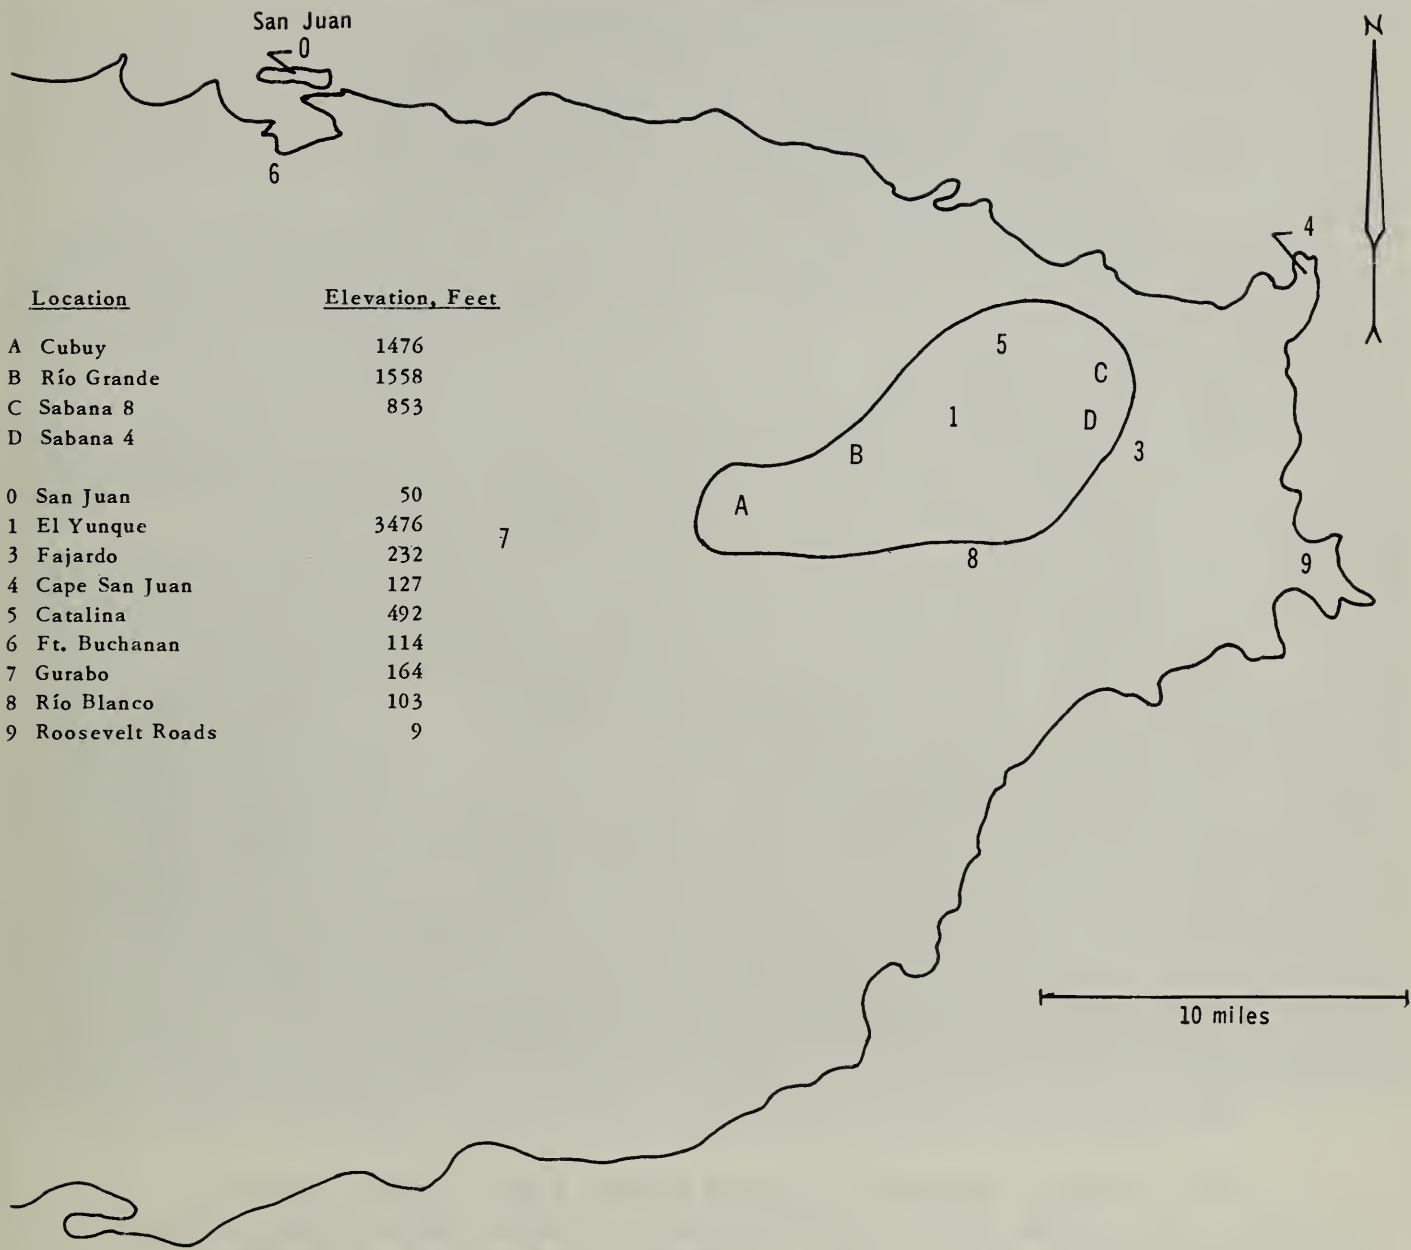 San Juan
0
N
6
4
Location Elevation, Feet
A Cubuy 1476
B Río Grande 1558
C Sabana 8 853
D Sabana 4
0 San Juan 50
1 El Yunque 3476
3 Fajardo 232
4 Cape San Juan 127
5 Catalina 492
6 Ft. Buchanan 114
7 Gurabo 164
8 Río Blanco 103
9 Roosevelt Roads 9
5
C
1
D
B
3
A
7
8
9
10 miles